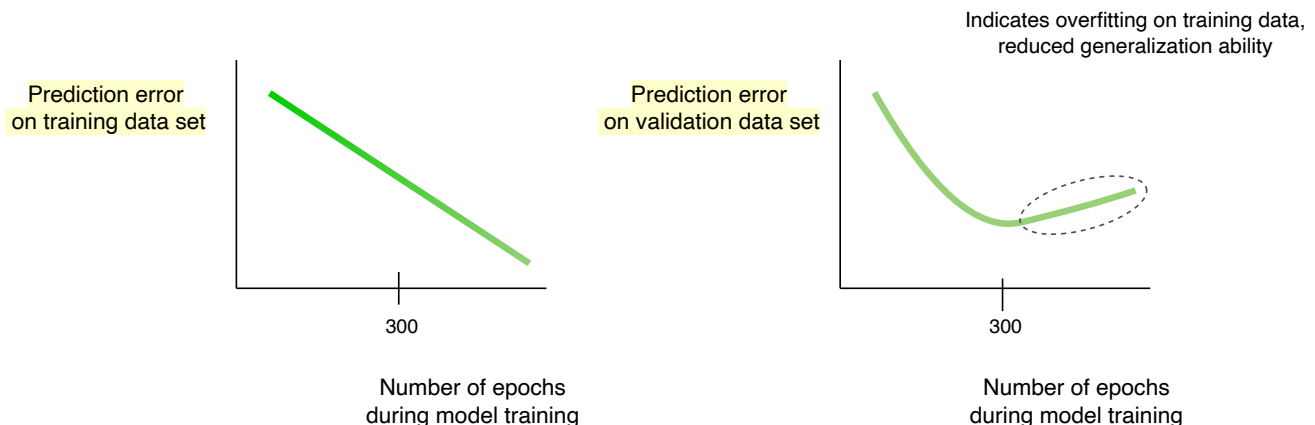 Indicates overfitting on training data,
reduced generalization ability
Prediction error
on training data set
300
Number of epochs
during model training
Prediction error
on validation data set
300
Number of epochs
during model training